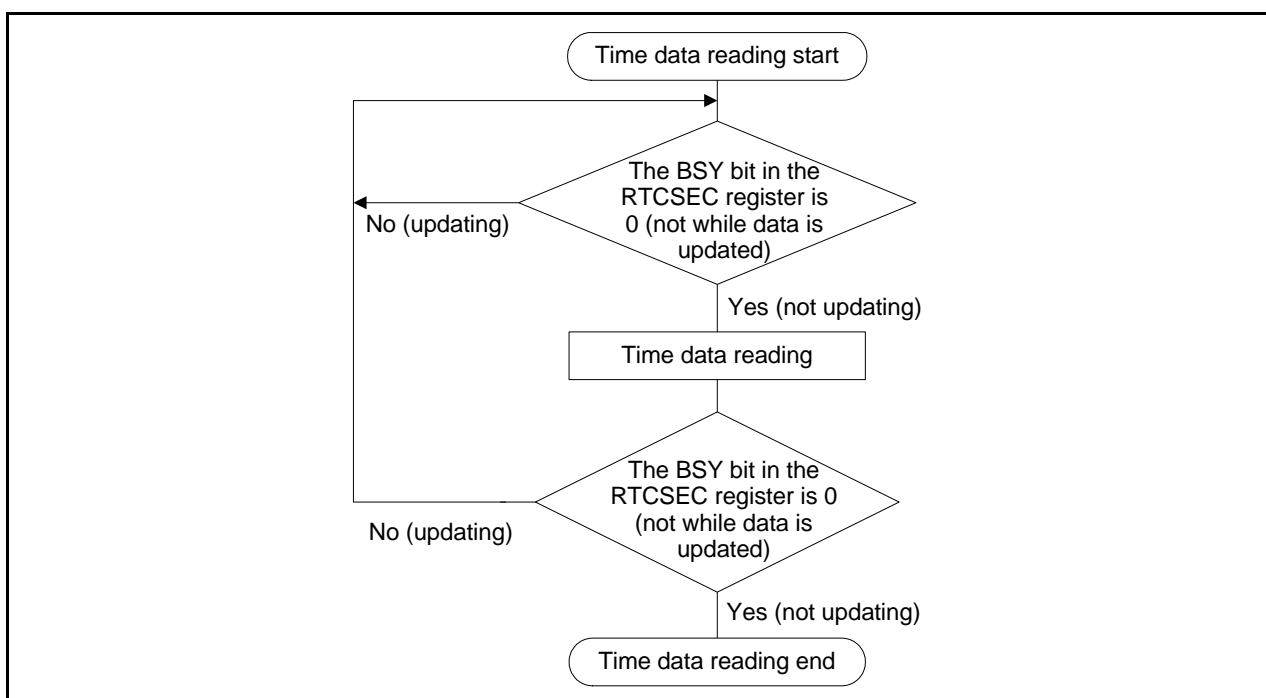 Time data reading start
The BSY bit in the
RTCSEC register is
0 (not while data is
updated)
No (updating)
Yes (not updating)
Time data reading
The BSY bit in the
RTCSEC register is 0
(not while data is
updated)
No (updating)
Yes (not updating)
Time data reading end